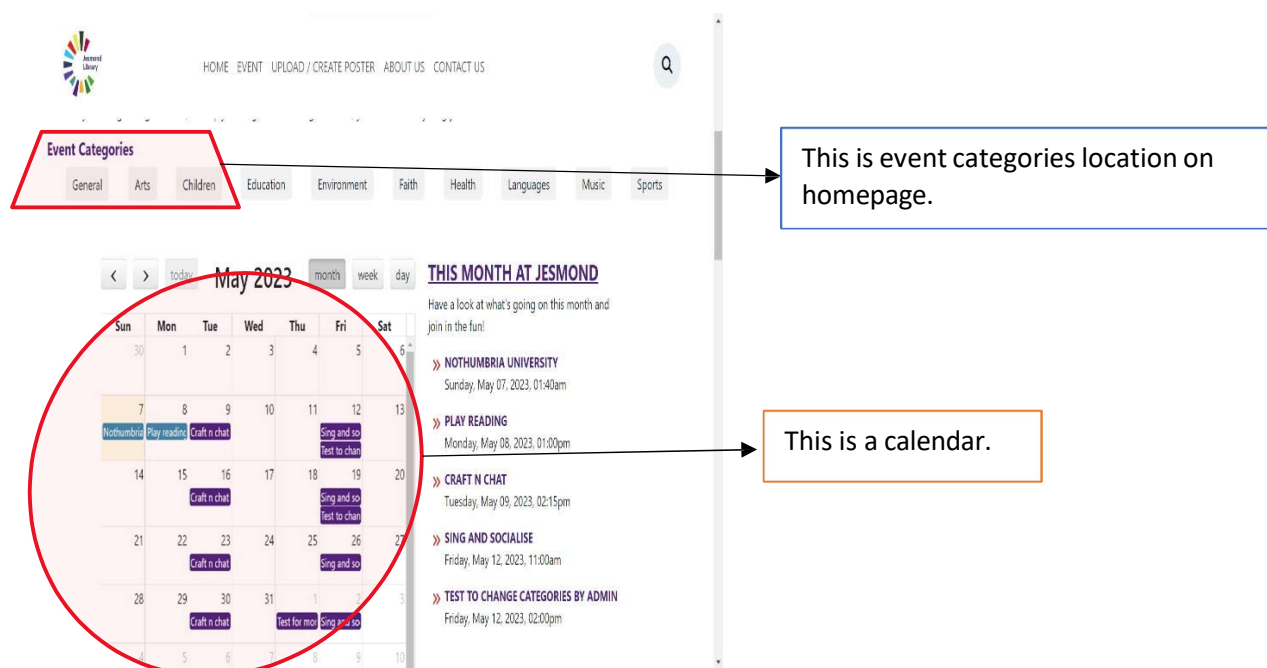 Jesmond
Library
HOME EVENT UPLOAD / CREATE POSTER ABOUT US CONTACT US
Event Categories
General Arts Children Education Environment Faith Health Languages Music Sports
This is event categories location on
homepage.
today May 2023 month week day
Sun Mon Tue Wed Thu Fri Sat
30 1 2 3 4 5 6
7 8 9 10 11 12 13
Nothumbria Play reading Craft n chat Sing and so
Test to chan
14 15 16 17 18 19 20
Craft n chat Sing and so
Test to chan
21 22 23 24 25 26 27
Craft n chat Sing and so
28 29 30 31 1 2 3
Craft n chat Test for mor Sing and so
4 5 6 7 8 9 10
THIS MONTH AT JESMOND
Have a look at what's going on this month and
join in the fun!
» NOTHUMBRIA UNIVERSITY
Sunday, May 07, 2023, 01:40am
» PLAY READING
Monday, May 08, 2023, 01:00pm
» CRAFT N CHAT
Tuesday, May 09, 2023, 02:15pm
» SING AND SOCIALISE
Friday, May 12, 2023, 11:00am
» TEST TO CHANGE CATEGORIES BY ADMIN
Friday, May 12, 2023, 02:00pm
This is a calendar.